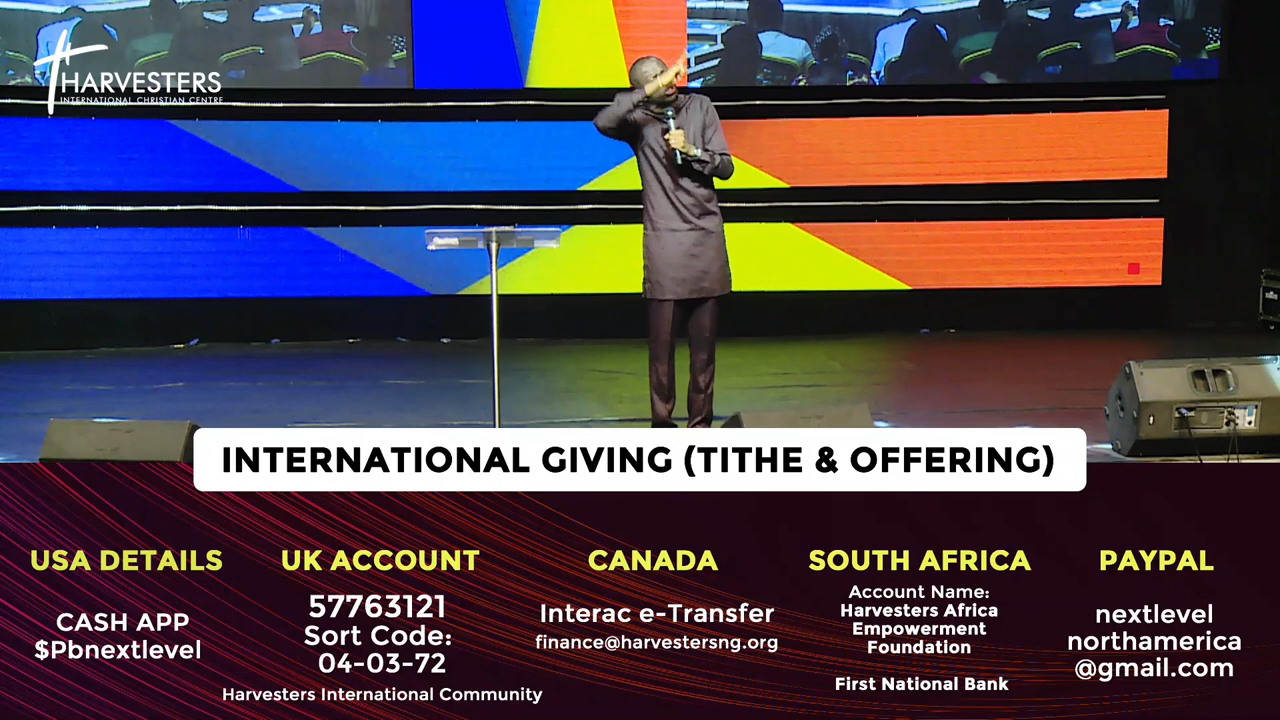 HARVESTERS
INTERNATIONAL CHRISTIAN CENTRE
INTERNATIONAL GIVING (TITHE & OFFERING)
USA DETAILS
CASH APP
$Pbnextlevel
UK ACCOUNT
57763121
Sort Code:
04-03-72
Harvesters International Community
CANADA
Interac e-Transfer
finance@harvestersng.org
SOUTH AFRICA
Account Name:
Harvesters Africa
Empowerment
Foundation
First National Bank
PAYPAL
nextlevel
northamerica
@gmail.com